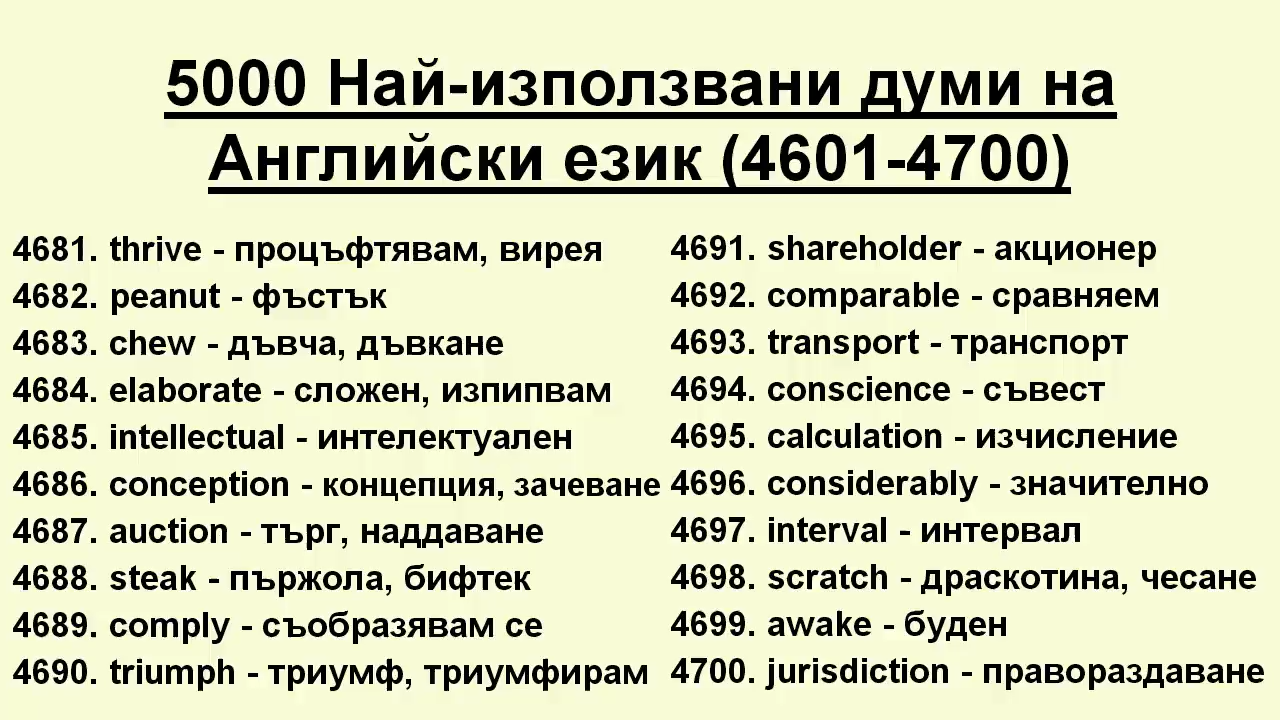 5000 Най-използвани думи на
Английски език (4601-4700)
4681. thrive - процъфтявам, вирея
4682. peanut - фъстък
4683. chew - дъвча, дъвкане
4684. elaborate - сложен, изпипвам
4685. intellectual - интелектуален
4686. conception - концепция, зачеване
4687. auction - търг, наддаване
4688. steak - пържола, бифтек
4689. comply - съобразявам се
4690. triumph - триумф, триумфирам
4691. shareholder - акционер
4692. comparable - сравняем
4693. transport - транспорт
4694. conscience - съвест
4695. calculation - изчисление
4696. considerably - значително
4697. interval - интервал
4698. scratch - драскотина, чесане
4699. awake - буден
4700. jurisdiction - правораздаване